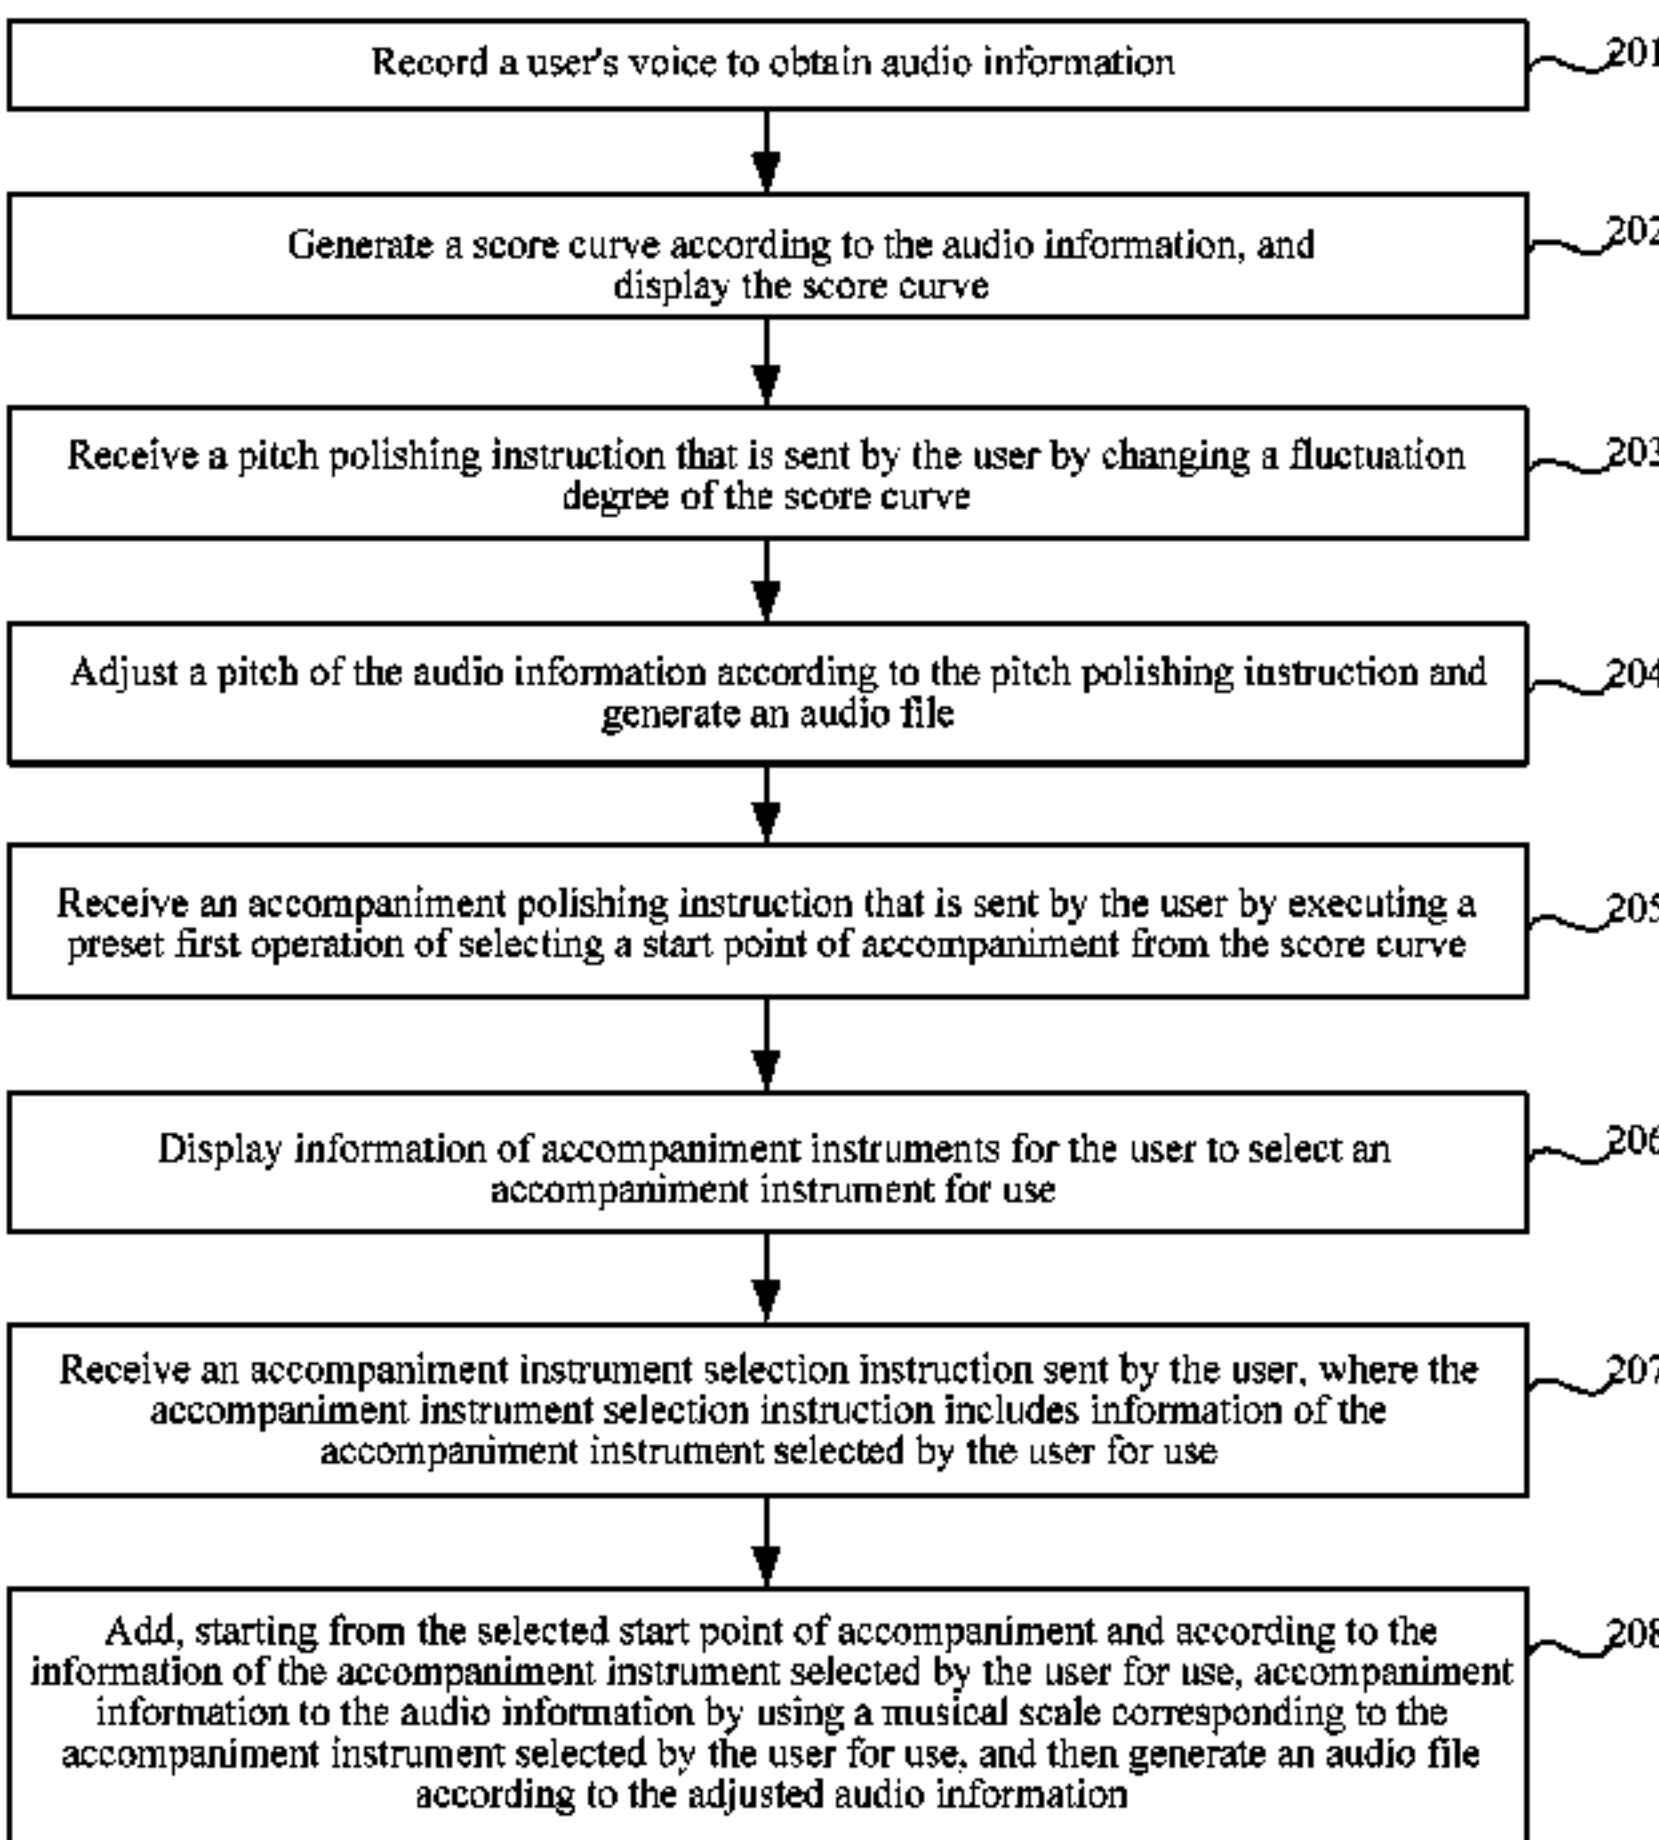 Record a user's voice to obtain audio information
201
Generate a score curve according to the audio information, and
display the score curve
202
Receive a pitch polishing instruction that is sent by the user by changing a fluctuation
degree of the score curve
203
Adjust a pitch of the audio information according to the pitch polishing instruction and
generate an audio file
204
Receive an accompaniment polishing instruction that is sent by the user by executing a
preset first operation of selecting a start point of accompaniment from the score curve
205
Display information of accompaniment instruments for the user to select an
accompaniment instrument for use
206
Receive an accompaniment instrument selection instruction sent by the user, where the
accompaniment instrument selection instruction includes information of the
accompaniment instrument selected by the user for use
207
Add, starting from the selected start point of accompaniment and according to the
information of the accompaniment instrument selected by the user for use, accompaniment
information to the audio information by using a musical scale corresponding to the
accompaniment instrument selected by the user for use, and then generate an audio file
according to the adjusted audio information
208